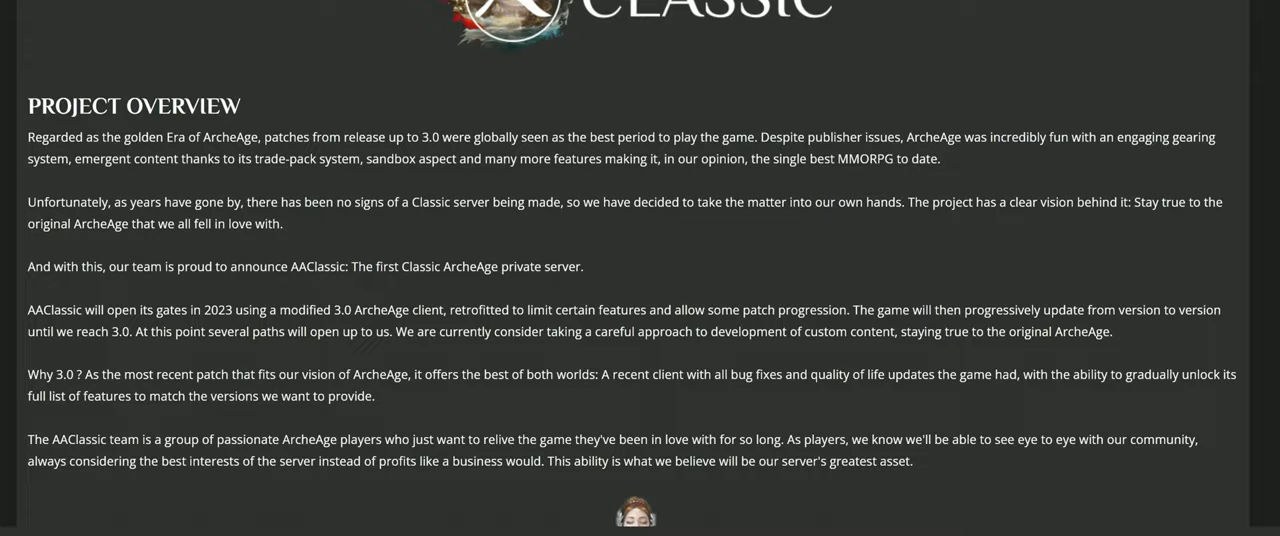 CLASSIC
PROJECT OVERVIEW
Regarded as the golden Era of ArcheAge, patches from release up to 3.0 were globally seen as the best period to play the game. Despite publisher issues, ArcheAge was incredibly fun with an engaging gearing
system, emergent content thanks to its trade-pack system, sandbox aspect and many more features making it, in our opinion, the single best MMORPG to date.
Unfortunately, as years have gone by, there has been no signs of a Classic server being made, so we have decided to take the matter into our own hands. The project has a clear vision behind it: Stay true to the
original ArcheAge that we all fell in love with.
And with this, our team is proud to announce AAClassic: The first Classic ArcheAge private server.
AAClassic will open its gates in 2023 using a modified 3.0 ArcheAge client, retrofitted to limit certain features and allow some patch progression. The game will then progressively update from version to version
until we reach 3.0. At this point several paths will open up to us. We are currently consider taking a careful approach to development of custom content, staying true to the original ArcheAge.
Why 3.0 ? As the most recent patch that fits our vision of ArcheAge, it offers the best of both worlds: A recent client with all bug fixes and quality of life updates the game had, with the ability to gradually unlock its
full list of features to match the versions we want to provide.
The AAClassic team is a group of passionate ArcheAge players who just want to relive the game they've been in love with for so long. As players, we know we'll be able to see eye to eye with our community,
always considering the best interests of the server instead of profits like a business would. This ability is what we believe will be our server's greatest asset.